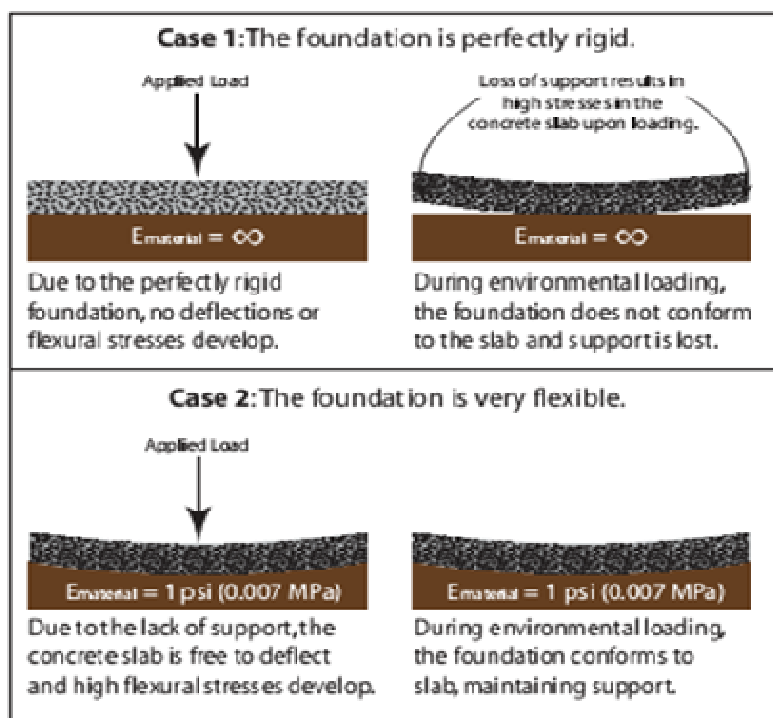 Case 1: The foundation is perfectly rigid.
Applied Load
Loss of support results in
high stresses in the
concrete slab upon loading.
Ematerial = ∞
Ematerial = ∞
Due to the perfectly rigid
foundation, no deflections or
flexural stresses develop.
During environmental loading,
the foundation does not conform
to the slab and support is lost.
Case 2: The foundation is very flexible.
Applied Load
Ematerial = 1 psi (0.007 MPa)
Ematerial = 1 psi (0.007 MPa)
Due to the lack of support, the
concrete slab is free to deflect
and high flexural stresses develop.
During environmental loading,
the foundation conforms to
slab, maintaining support.